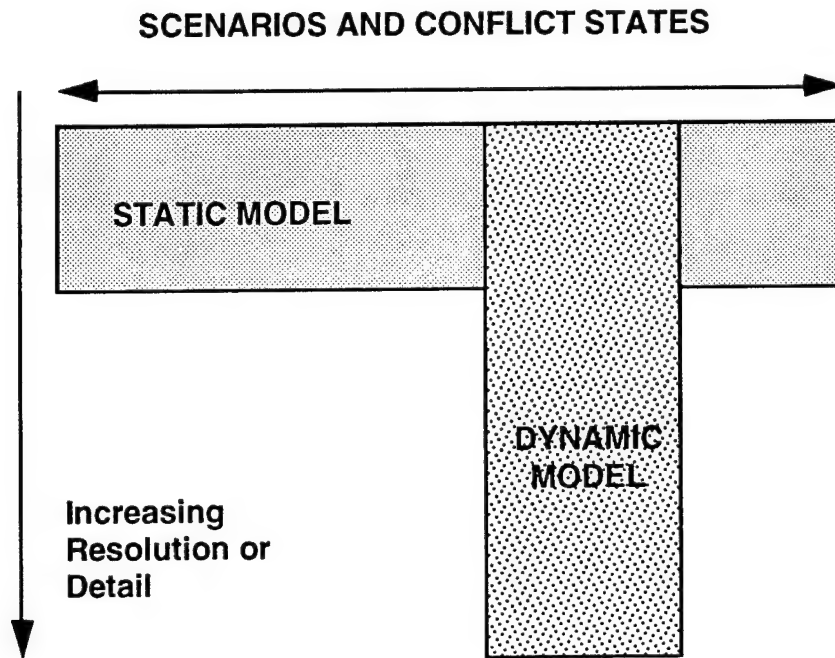 SCENARIOS AND CONFLICT STATES
STATIC MODEL
DYNAMIC
MODEL
Increasing
Resolution or
Detail